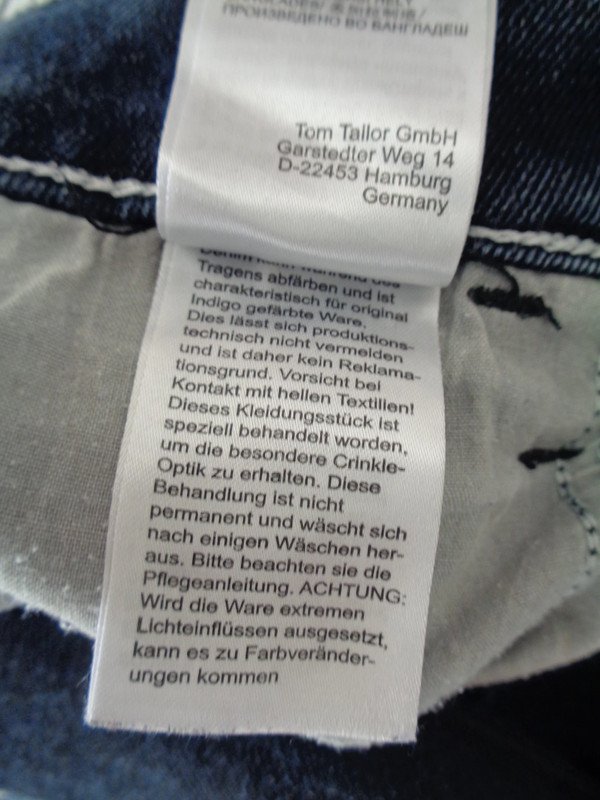 ПРОИЗВЕДЕНО ВО БАНГЛАДЕШ
Tom Tailor GmbH
Garstedter Weg 14
D-22453 Hamburg
Germany
Denim kann während des
Tragens abfärben und ist
charakteristisch für original
Indigo gefärbte Ware.
Dies lässt sich produktions-
technisch nicht vermeiden
und ist daher kein Reklama-
tionsgrund. Vorsicht bei
Kontakt mit hellen Textilien!
Dieses Kleidungsstück ist
speziell behandelt worden,
um die besondere Crinkle-
Optik zu erhalten. Diese
Behandlung ist nicht
permanent und wäscht sich
nach einigen Wäschen her-
aus. Bitte beachten sie die
Pflegeanleitung. ACHTUNG:
Wird die Ware extremen
Lichteinflüssen ausgesetzt,
kann es zu Farbveränder-
ungen kommen